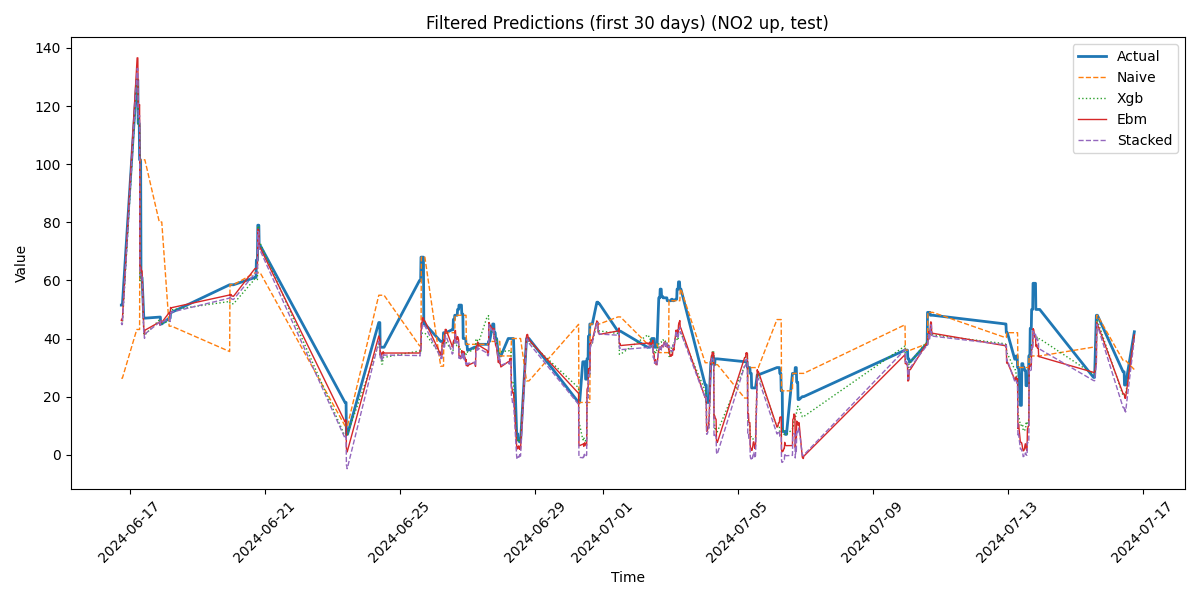 Filtered Predictions (first 30 days) (NO2 up, test)
Value
140
120
100
80
60
40
20
0
Actual
Naive
Xgb
Ebm
Stacked
2024-06-17
2024-06-21
2024-06-25
2024-06-29
2024-07-01
2024-07-05
2024-07-09
2024-07-13
2024-07-17
Time